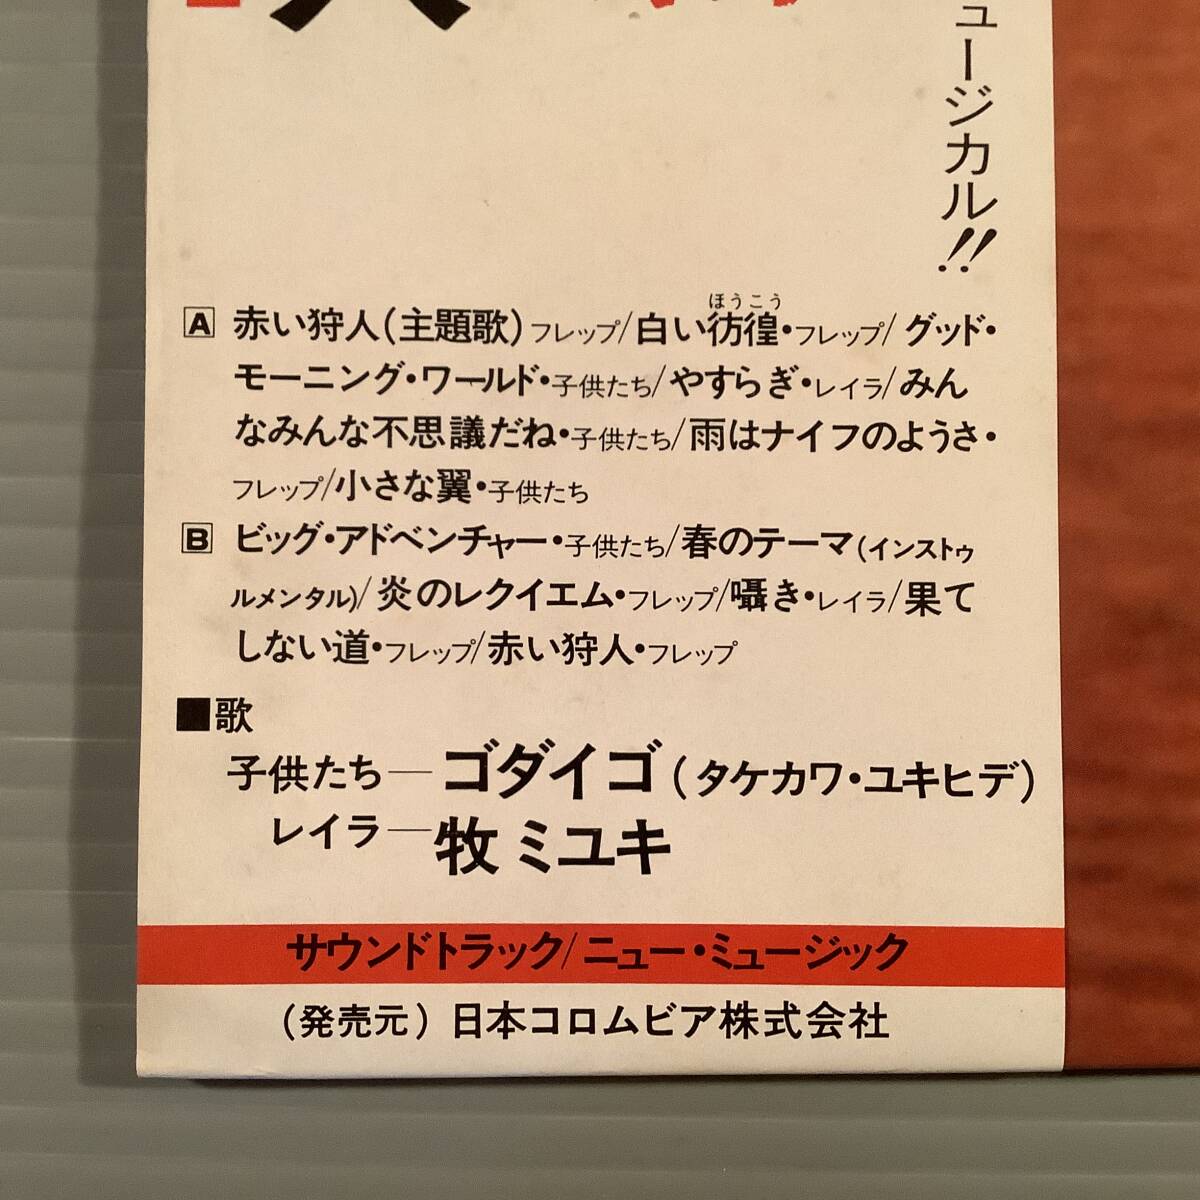 ュージカル!!
A 赤い狩人(主題歌)フレップ/白い彷徨・フレップ/グッド・
ほうこう
モーニング・ワールド・子供たち/やすらぎ・レイラ/みん
なみんな不思議だね・子供たち/雨はナイフのようさ・
フレップ/小さな翼・子供たち
B ビッグ・アドベンチャー・子供たち/春のテーマ(インストゥ
ルメンタル)/炎のレクイエム・フレップ/囁き・レイラ/果て
しない道・フレップ/赤い狩人・フレップ
■歌
子供たち―ゴダイゴ(タケカワ・ユキヒデ)
レイラ―牧ミユキ
サウンドトラック/ニュー・ミュージック
(発売元)日本コロムビア株式会社